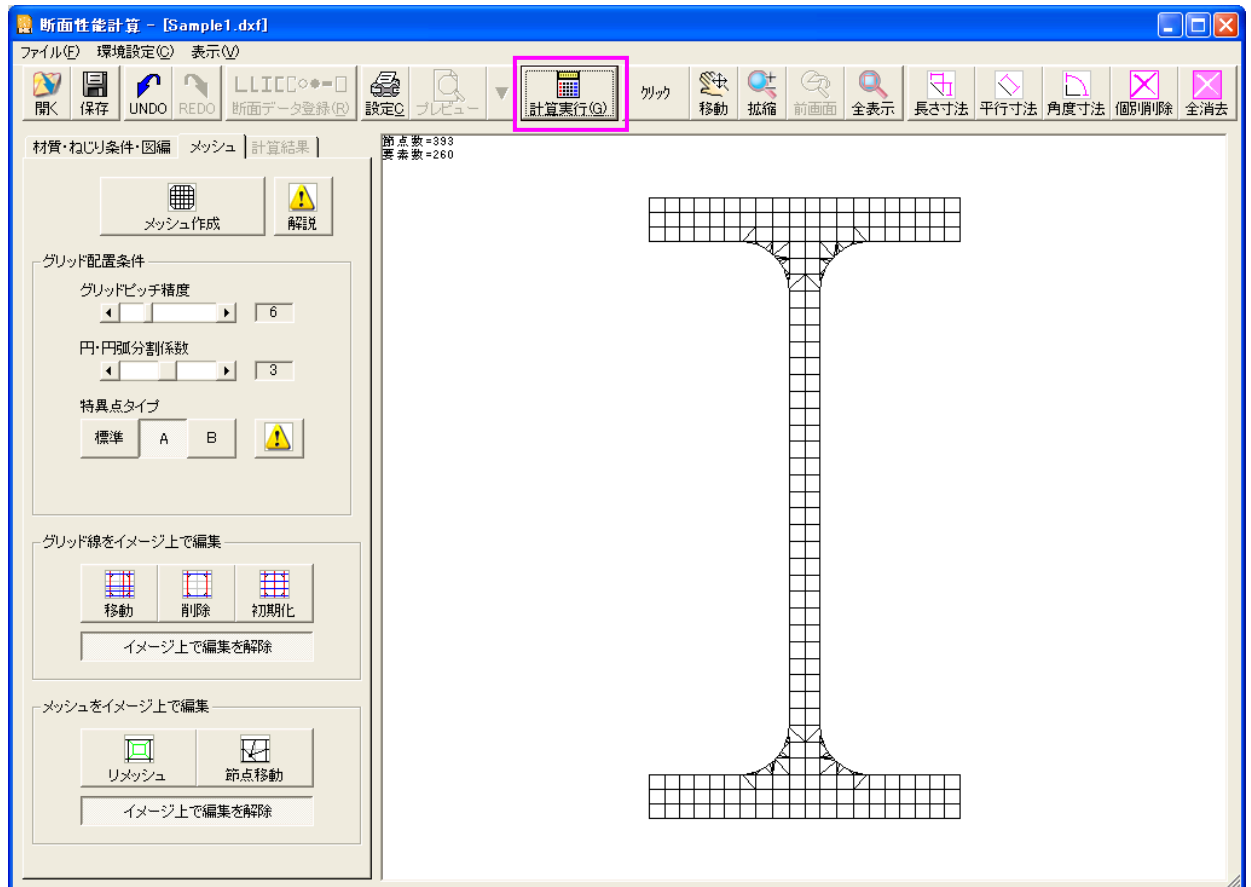 断面性能計算 - [Sample1.dxf]
ファイル(F) 環境設定(C) 表示(V)
開く 保存 UNDO REDO 断面データ登録(R) 設定C プレビュー 計算実行(G) クリック 移動 拡縮 前画面 全表示 長さ寸法 平行寸法 角度寸法 個別削除 全消去
材質・ねじり条件・図編 メッシュ 計算結果
節点数=393
要素数=260
メッシュ作成 解説
グリッド配置条件
グリッドピッチ精度
6
円・円弧分割係数
3
特異点タイプ
標準 A B
グリッド線をイメージ上で編集
移動 削除 初期化
イメージ上で編集を解除
メッシュをイメージ上で編集
リメッシュ 節点移動
イメージ上で編集を解除